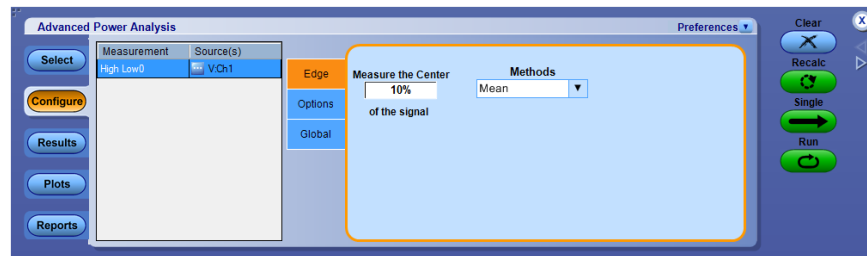 Advanced Power Analysis
Preferences
Clear
X
Select
Configure
Results
Plots
Reports
Measurement Source(s)
High Low0 V:Ch1
Edge
Options
Global
Measure the Center
10%
of the signal
Methods
Mean
Recalc
Single
Run